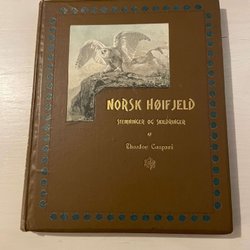 NORSK HØIFJELD
STEMNINGER OG SKILDRINGER
AF
Theodor Caspari